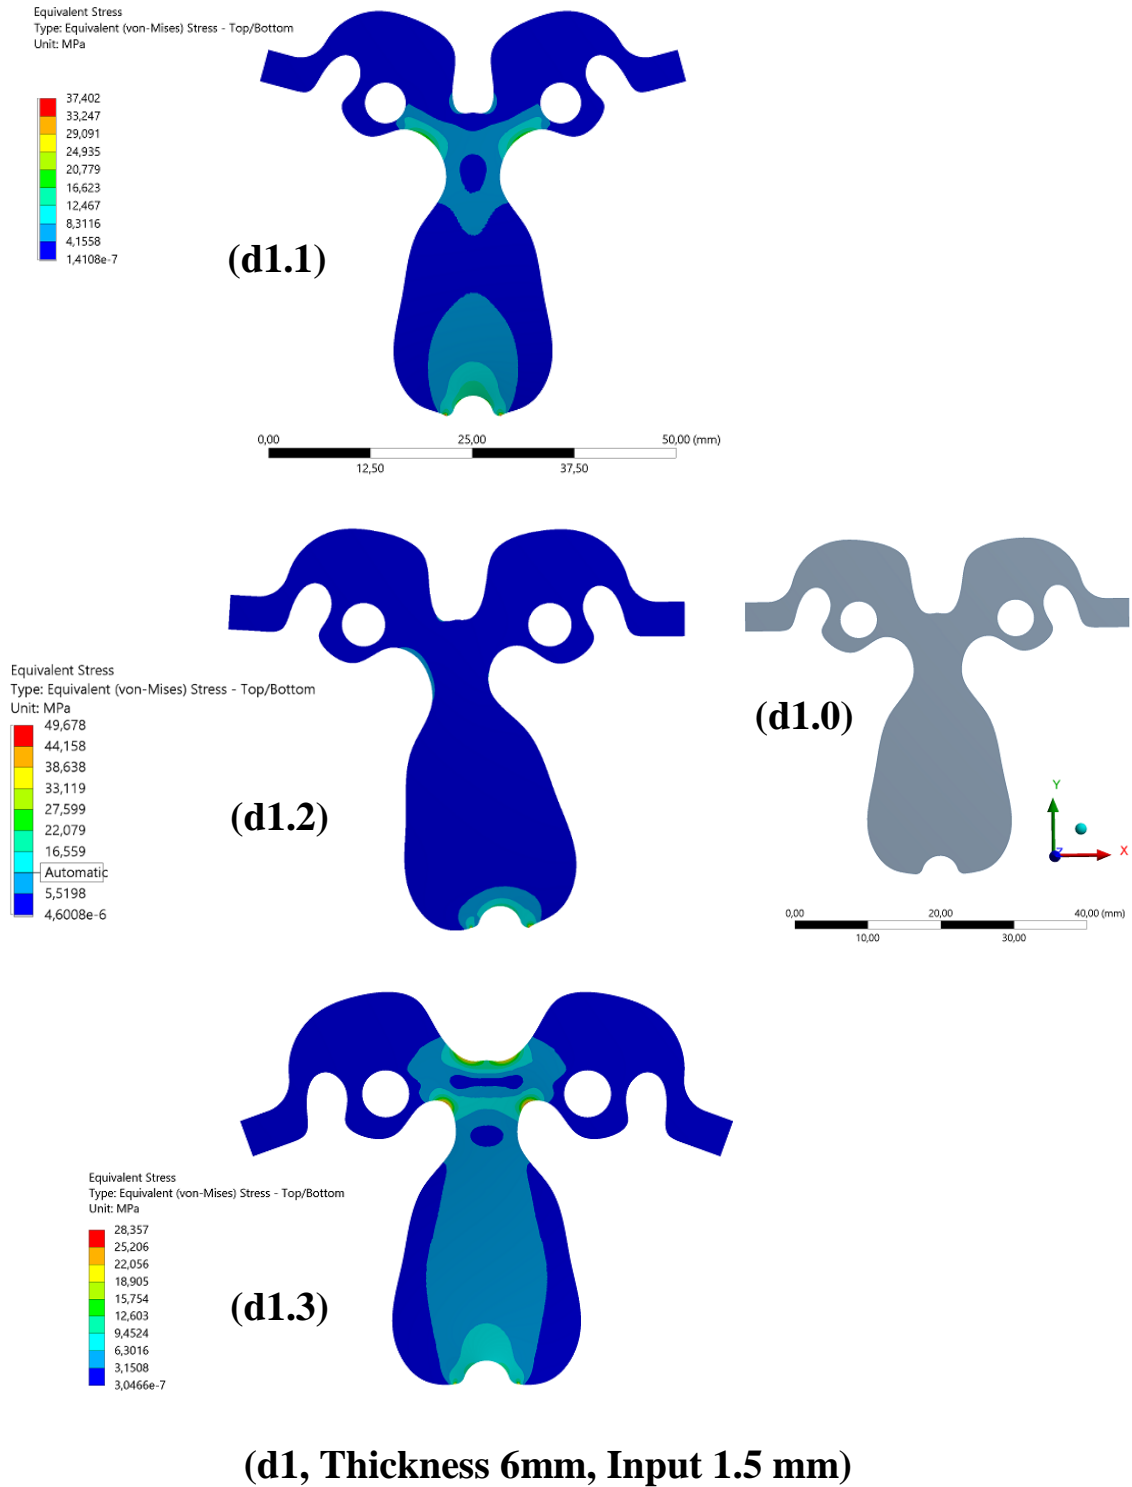 Equivalent Stress
Type: Equivalent (von-Mises) Stress - Top/Bottom
Unit: MPa
37,402
33,247
29,091
24,935
20,779
16,623
12,467
8,3116
4,1558
1,4108e-7
(d1.1)
0,00 25,00 50,00 (mm)
12,50 37,50
Equivalent Stress
Type: Equivalent (von-Mises) Stress - Top/Bottom
Unit: MPa
49,678
44,158
38,638
33,119
27,599
22,079
16,559
Automatic
5,5198
4,6008e-6
(d1.2)
(d1.0)
Y
Z
X
0,00 20,00 40,00 (mm)
10,00 30,00
Equivalent Stress
Type: Equivalent (von-Mises) Stress - Top/Bottom
Unit: MPa
28,357
25,206
22,056
18,905
15,754
12,603
9,4524
6,3016
3,1508
3,0466e-7
(d1.3)
(d1, Thickness 6mm, Input 1.5 mm)